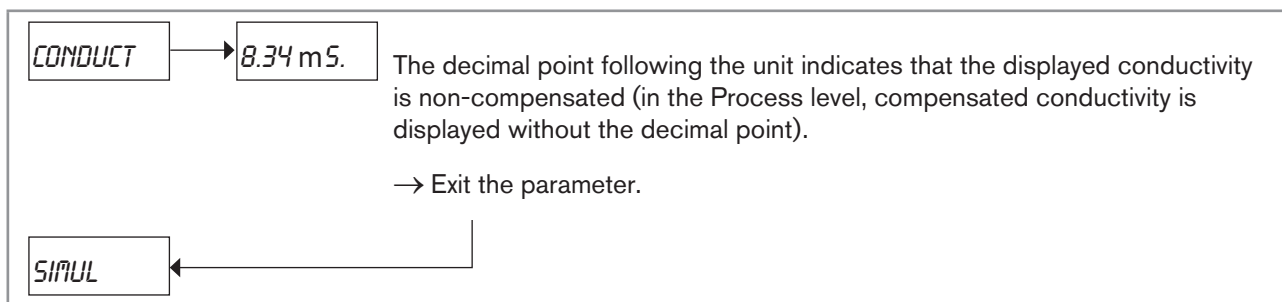 CONDUCT
8.34 mS.
The decimal point following the unit indicates that the displayed conductivity
is non-compensated (in the Process level, compensated conductivity is
displayed without the decimal point).
→ Exit the parameter.
SIMUL